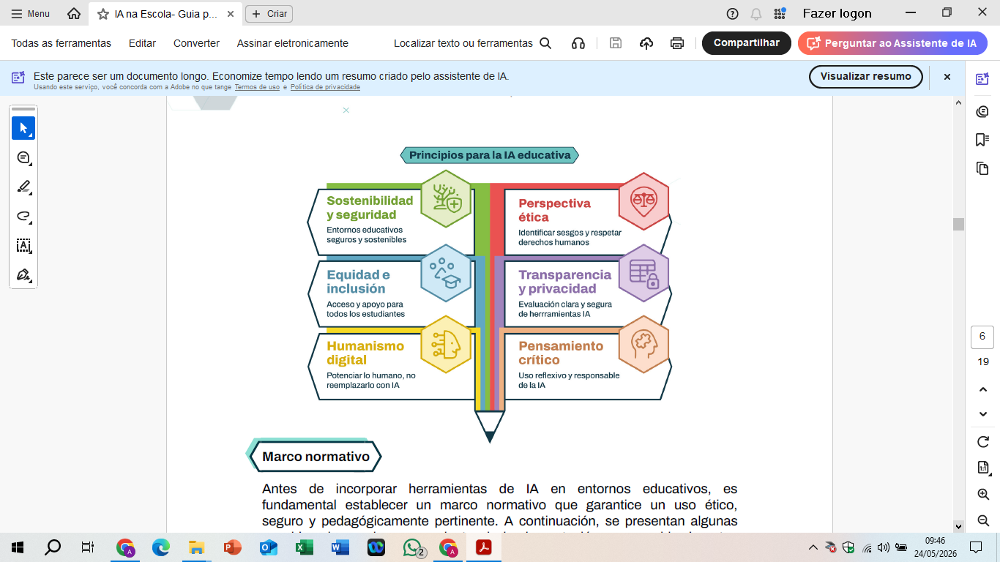 Menu
IA na Escola- Guia p...
Criar
Fazer logon
Todas as ferramentas
Editar
Converter
Assinar eletronicamente
Localizar texto ou ferramentas
Compartilhar
Perguntar ao Assistente de IA
Este parece ser um documento longo. Economize tempo lendo um resumo criado pelo assistente de IA.
Usando este serviço, você concorda com a Adobe no que tange Termos de uso e Política de privacidade
Visualizar resumo
Principios para la IA educativa
Sostenibilidad
y seguridad
Entornos educativos
seguros y sostenibles
Perspectiva
ética
Identificar sesgos y respetar
derechos humanos
Equidad e
inclusión
Acceso y apoyo para
todos los estudiantes
Transparencia
y privacidad
Evaluación clara y segura
de herrramientas IA
Humanismo
digital
Potenciar lo humano, no
reemplazarlo con IA
Pensamiento
crítico
Uso reflexivo y responsable
de la IA
Marco normativo
Antes de incorporar herramientas de IA en entornos educativos, es
fundamental establecer un marco normativo que garantice un uso ético,
seguro y pedagógicamente pertinente. A continuación, se presentan algunas
6
19
1:1
2
09:46
24/05/2026